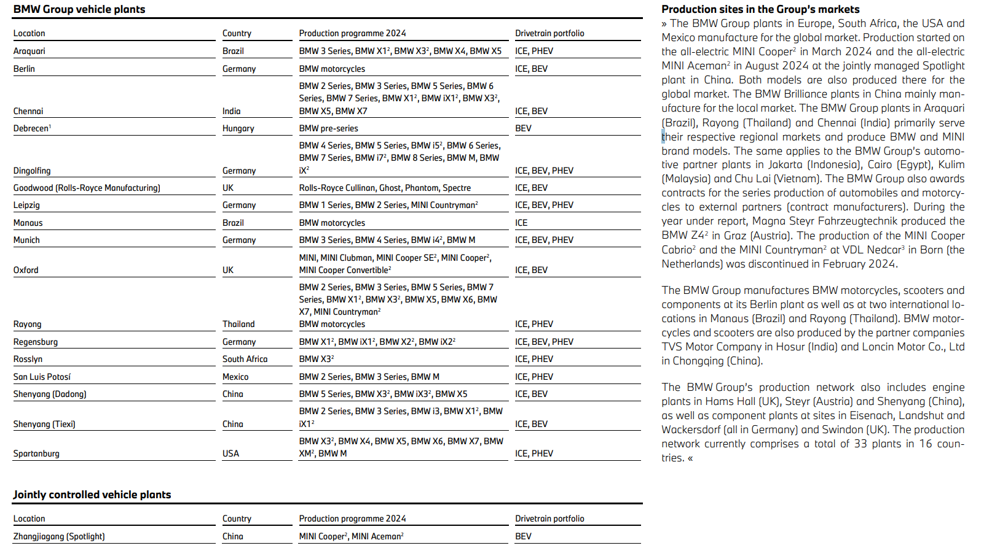 BMW Group vehicle plants
Location Country Production programme 2024 Drivetrain portfolio
Araquari Brazil BMW 3 Series, BMW X1², BMW X3², BMW X4, BMW X5 ICE, PHEV
Berlin Germany BMW motorcycles ICE, BEV
BMW 2 Series, BMW 3 Series, BMW 5 Series, BMW 6
Series, BMW 7 Series, BMW X1², BMW iX1², BMW X3²,
Chennai India BMW X5, BMW X7 ICE, BEV
Debrecen¹ Hungary BMW pre-series BEV
BMW 4 Series, BMW 5 Series, BMW i5², BMW 6 Series,
BMW 7 Series, BMW i7², BMW 8 Series, BMW M, BMW
Dingolfing Germany iX² ICE, BEV, PHEV
Goodwood (Rolls-Royce Manufacturing) UK Rolls-Royce Cullinan, Ghost, Phantom, Spectre ICE, BEV
Leipzig Germany BMW 1 Series, BMW 2 Series, MINI Countryman² ICE, BEV, PHEV
Manaus Brazil BMW motorcycles ICE
Munich Germany BMW 3 Series, BMW 4 Series, BMW i4², BMW M ICE, BEV, PHEV
MINI, MINI Clubman, MINI Cooper SE², MINI Cooper²,
Oxford UK MINI Cooper Convertible² ICE, BEV
BMW 2 Series, BMW 3 Series, BMW 5 Series, BMW 7
Series, BMW X1², BMW X3², BMW X5, BMW X6, BMW
X7, MINI Countryman²
Rayong Thailand BMW motorcycles ICE, PHEV
Regensburg Germany BMW X1², BMW iX1², BMW X2², BMW iX2² ICE, BEV, PHEV
Rosslyn South Africa BMW X3² ICE, PHEV
San Luis Potosí Mexico BMW 2 Series, BMW 3 Series, BMW M ICE, PHEV
Shenyang (Dadong) China BMW 5 Series, BMW X3², BMW iX3², BMW X5 ICE, BEV
BMW 2 Series, BMW 3 Series, BMW i3, BMW X1², BMW
Shenyang (Tiexi) China iX1² ICE, BEV
BMW X3², BMW X4, BMW X5, BMW X6, BMW X7, BMW
Spartanburg USA XM², BMW M ICE, PHEV
Jointly controlled vehicle plants
Location Country Production programme 2024 Drivetrain portfolio
Zhangjiagang (Spotlight) China MINI Cooper², MINI Aceman² BEV
Production sites in the Group's markets
» The BMW Group plants in Europe, South Africa, the USA and
Mexico manufacture for the global market. Production started on
the all-electric MINI Cooper² in March 2024 and the all-electric
MINI Aceman² in August 2024 at the jointly managed Spotlight
plant in China. Both models are also produced there for the
global market. The BMW Brilliance plants in China mainly man-
ufacture for the local market. The BMW Group plants in Araquari
(Brazil), Rayong (Thailand) and Chennai (India) primarily serve
their respective regional markets and produce BMW and MINI
brand models. The same applies to the BMW Group's automo-
tive partner plants in Jakarta (Indonesia), Cairo (Egypt), Kulim
(Malaysia) and Chu Lai (Vietnam). The BMW Group also awards
contracts for the series production of automobiles and motorcy-
cles to external partners (contract manufacturers). During the
year under report, Magna Steyr Fahrzeugtechnik produced the
BMW Z4² in Graz (Austria). The production of the MINI Cooper
Cabrio² and the MINI Countryman² at VDL Nedcar³ in Born (the
Netherlands) was discontinued in February 2024.
The BMW Group manufactures BMW motorcycles, scooters and
components at its Berlin plant as well as at two international lo-
cations in Manaus (Brazil) and Rayong (Thailand). BMW motor-
cycles and scooters are also produced by the partner companies
TVS Motor Company in Hosur (India) and Loncin Motor Co., Ltd
in Chongqing (China).
The BMW Group's production network also includes engine
plants in Hams Hall (UK), Steyr (Austria) and Shenyang (China),
as well as component plants at sites in Eisenach, Landshut and
Wackersdorf (all in Germany) and Swindon (UK). The production
network currently comprises a total of 33 plants in 16 coun-
tries. «